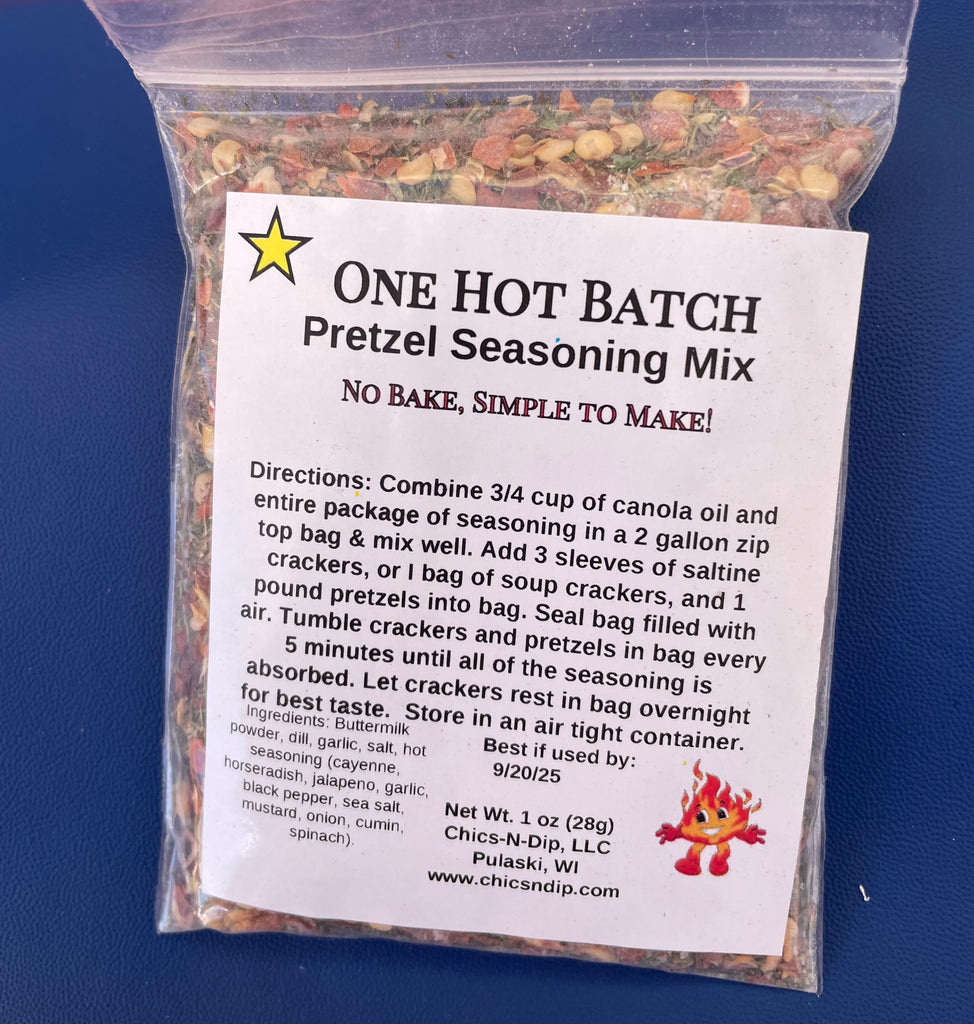 ONE HOT BATCH
Pretzel Seasoning Mix
NO BAKE, SIMPLE TO MAKE!
Directions: Combine 3/4 cup of canola oil and
entire package of seasoning in a 2 gallon zip
top bag & mix well. Add 3 sleeves of saltine
crackers, or I bag of soup crackers, and 1
pound pretzels into bag. Seal bag filled with
air. Tumble crackers and pretzels in bag every
5 minutes until all of the seasoning is
absorbed. Let crackers rest in bag overnight
for best taste. Store in an air tight container.
Ingredients: Buttermilk
powder, dill, garlic, salt, hot
seasoning (cayenne,
horseradish, jalapeno, garlic,
black pepper, sea salt,
mustard, onion, cumin,
spinach).
Best if used by:
9/20/25
Net Wt. 1 oz (28g)
Chics-N-Dip, LLC
Pulaski, WI
www.chicsndip.com